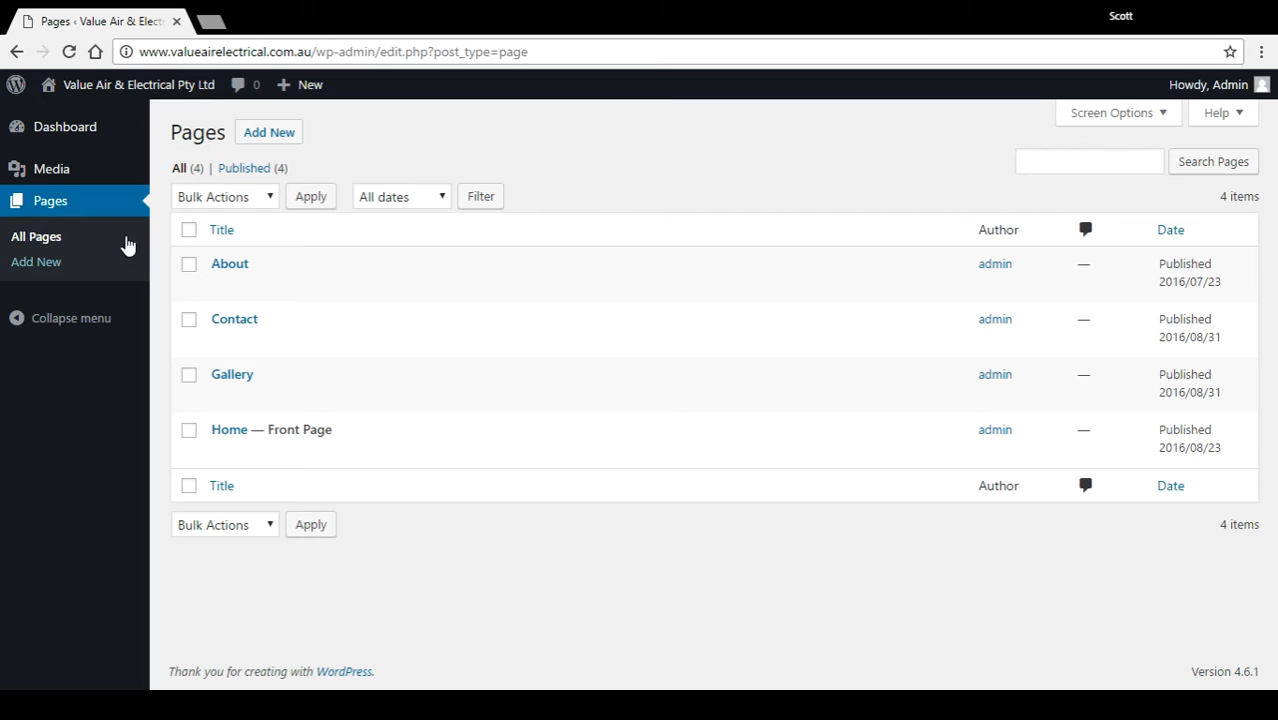 Scott
Pages ‹ Value Air & Elect
www.valueairelectrical.com.au/wp-admin/edit.php?post_type=page
Value Air & Electrical Pty Ltd 0 New Howdy, Admin
Dashboard
Media
Pages
All Pages
Add New
Collapse menu
Screen Options Help
Pages Add New
All (4) | Published (4)
Search Pages
Bulk Actions Apply All dates Filter 4 items
Title Author Date
About admin — Published
2016/07/23
Contact admin — Published
2016/08/31
Gallery admin — Published
2016/08/31
Home — Front Page admin — Published
2016/08/23
Title Author Date
Bulk Actions Apply 4 items
Thank you for creating with WordPress. Version 4.6.1